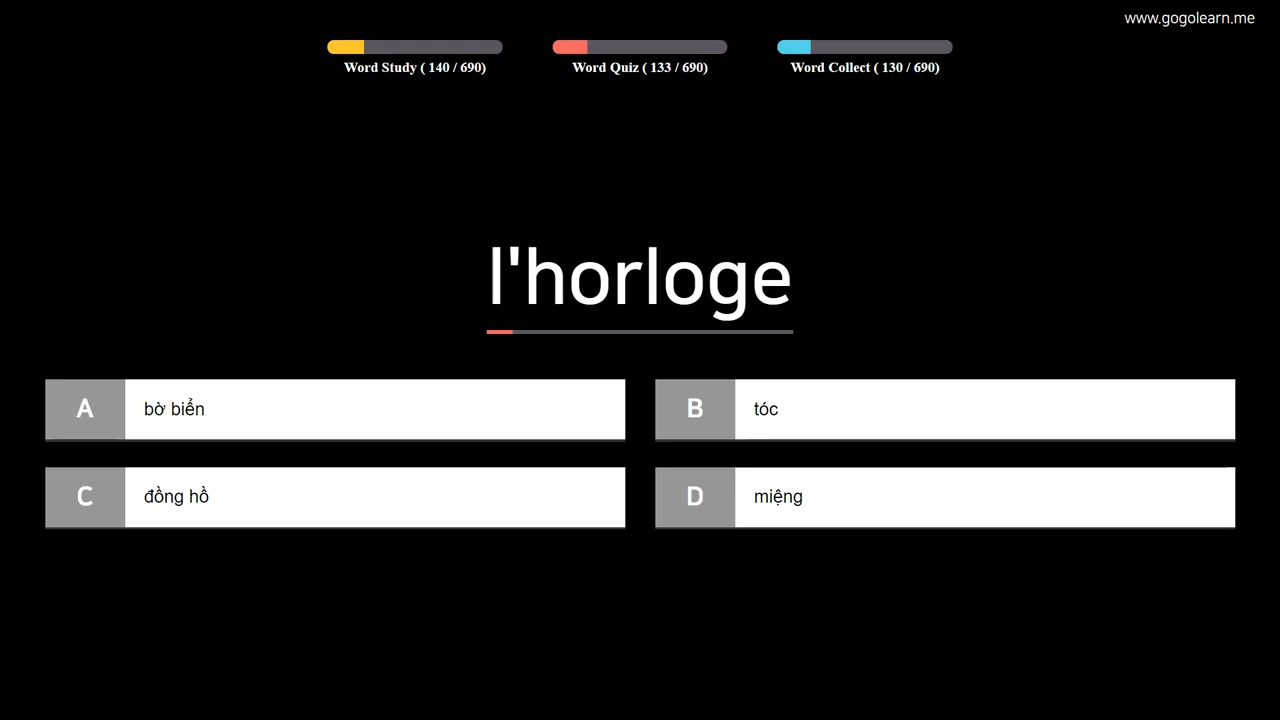 www.gogolearn.me
Word Study ( 140 / 690)
Word Quiz ( 133 / 690)
Word Collect ( 130 / 690)
l'horloge
A bờ biển
B tóc
C đồng hồ
D miệng